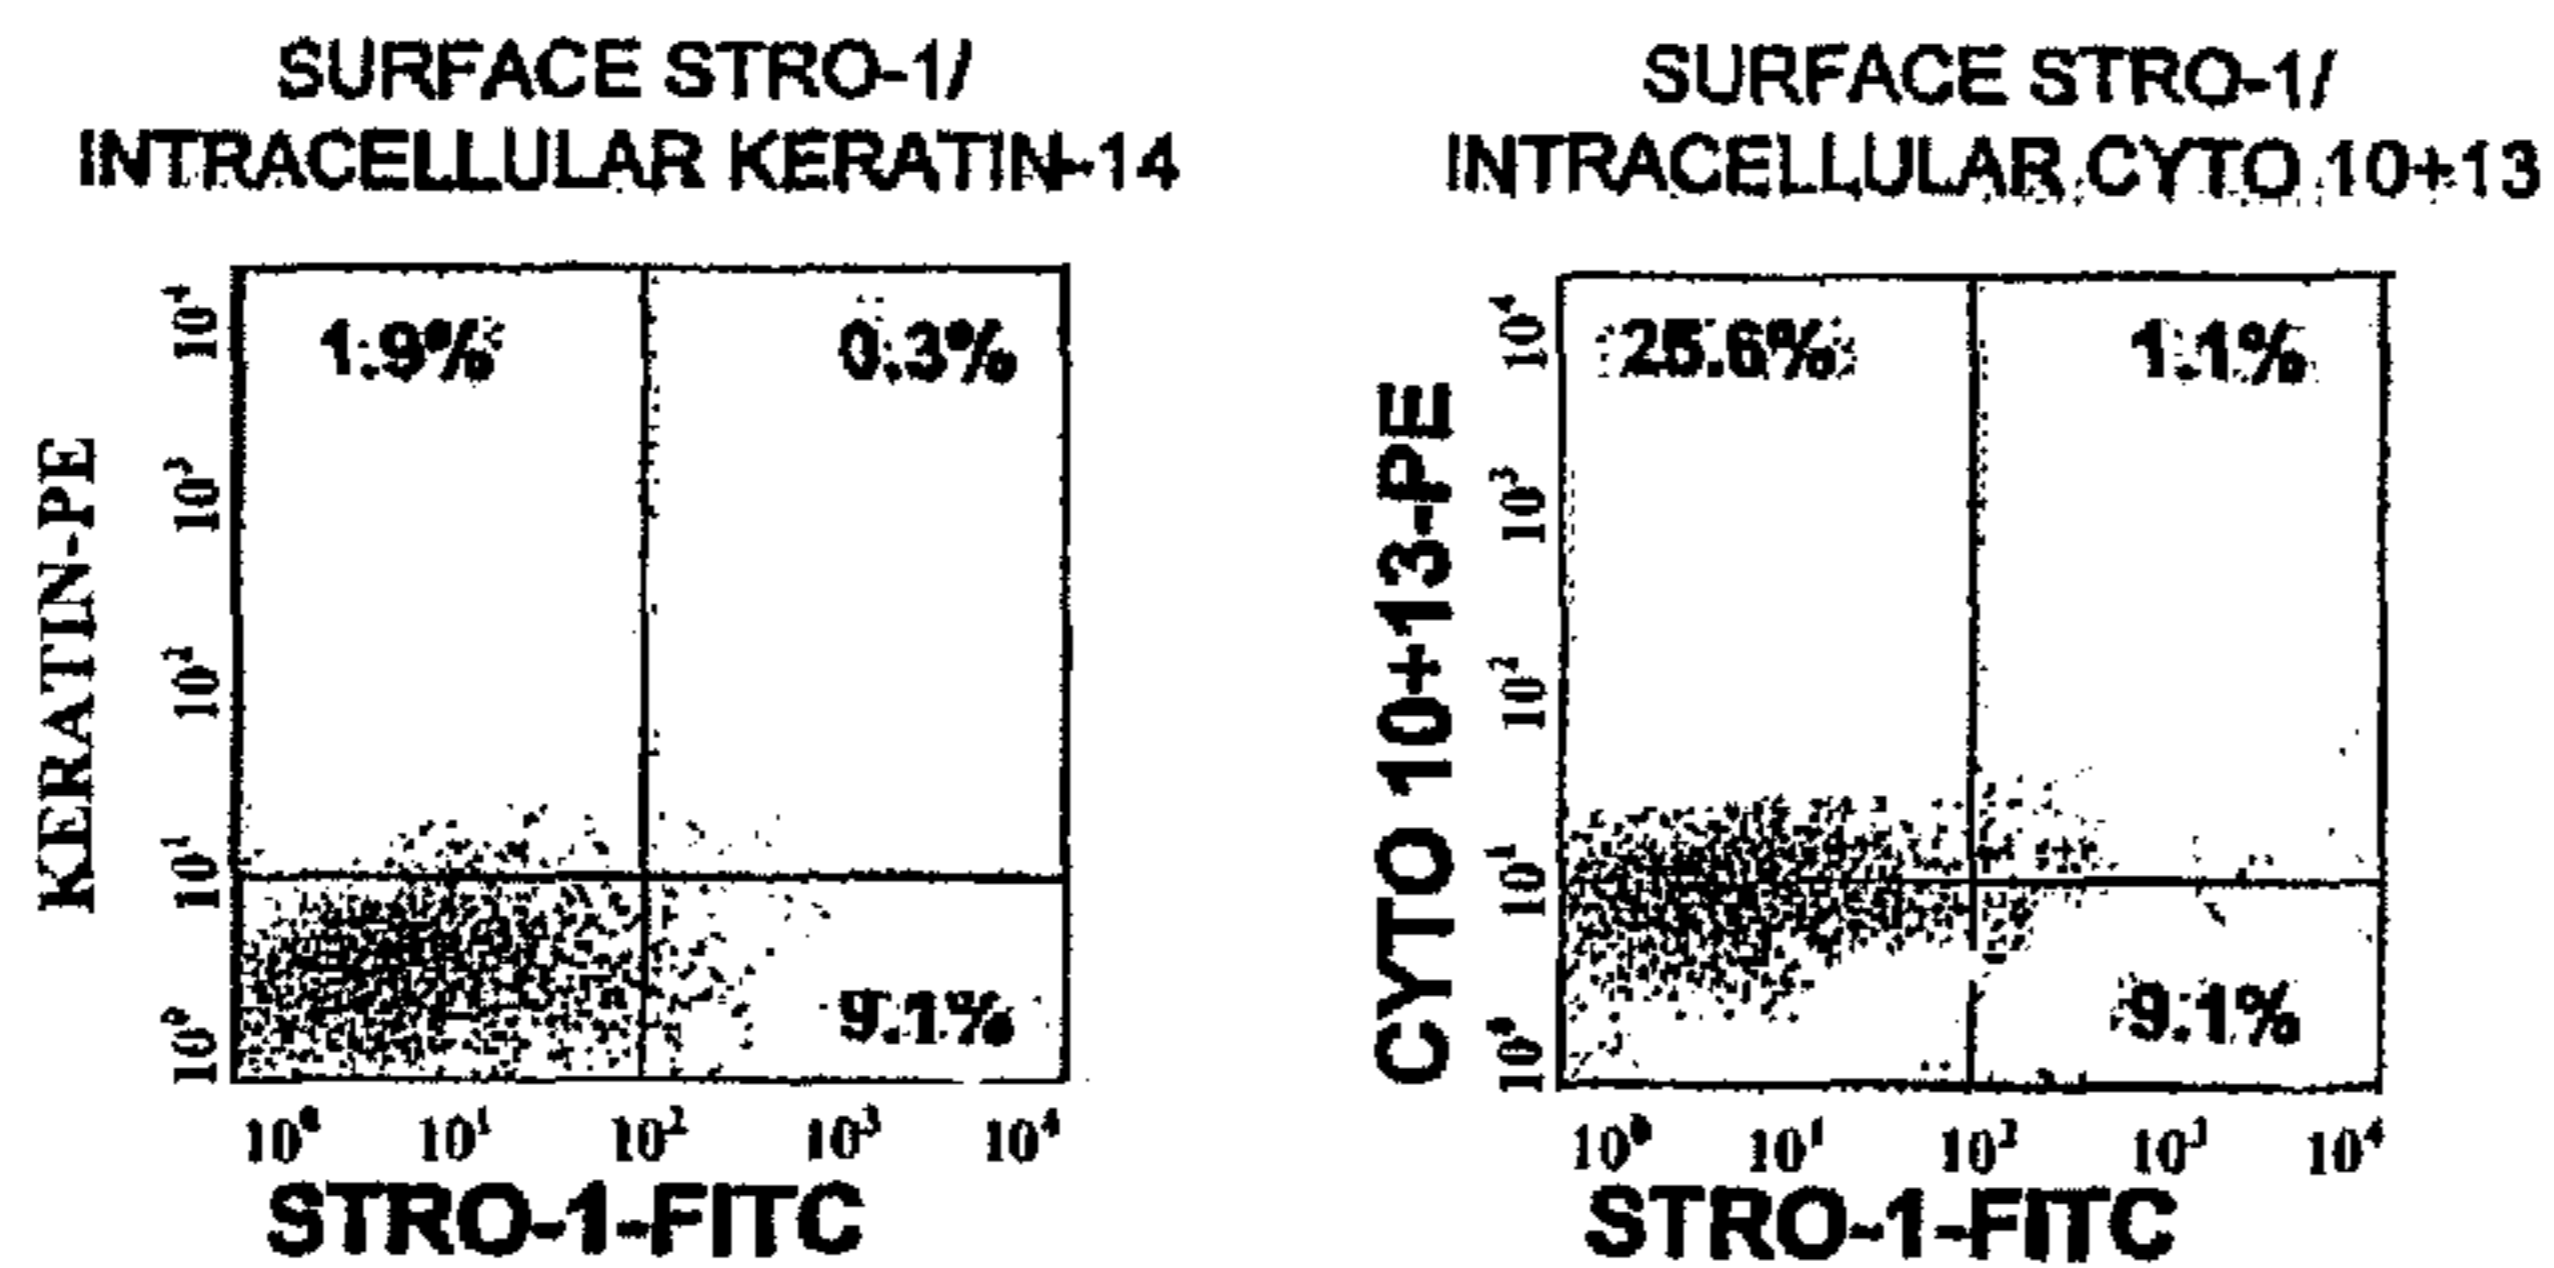 SURFACE STRO-1/
INTRACELLULAR KERATIN-14
KERATIN-PE
10⁴
10³
10²
10¹
10⁰
1.9%
0.3%
9.1%
10⁰ 10¹ 10² 10³ 10⁴
STRO-1-FITC
SURFACE STRO-1/
INTRACELLULAR CYTO 10+13
CYTO 10+13-PE
10⁴
10³
10²
10¹
10⁰
25.6%
1.1%
9.1%
10⁰ 10¹ 10² 10³ 10⁴
STRO-1-FITC